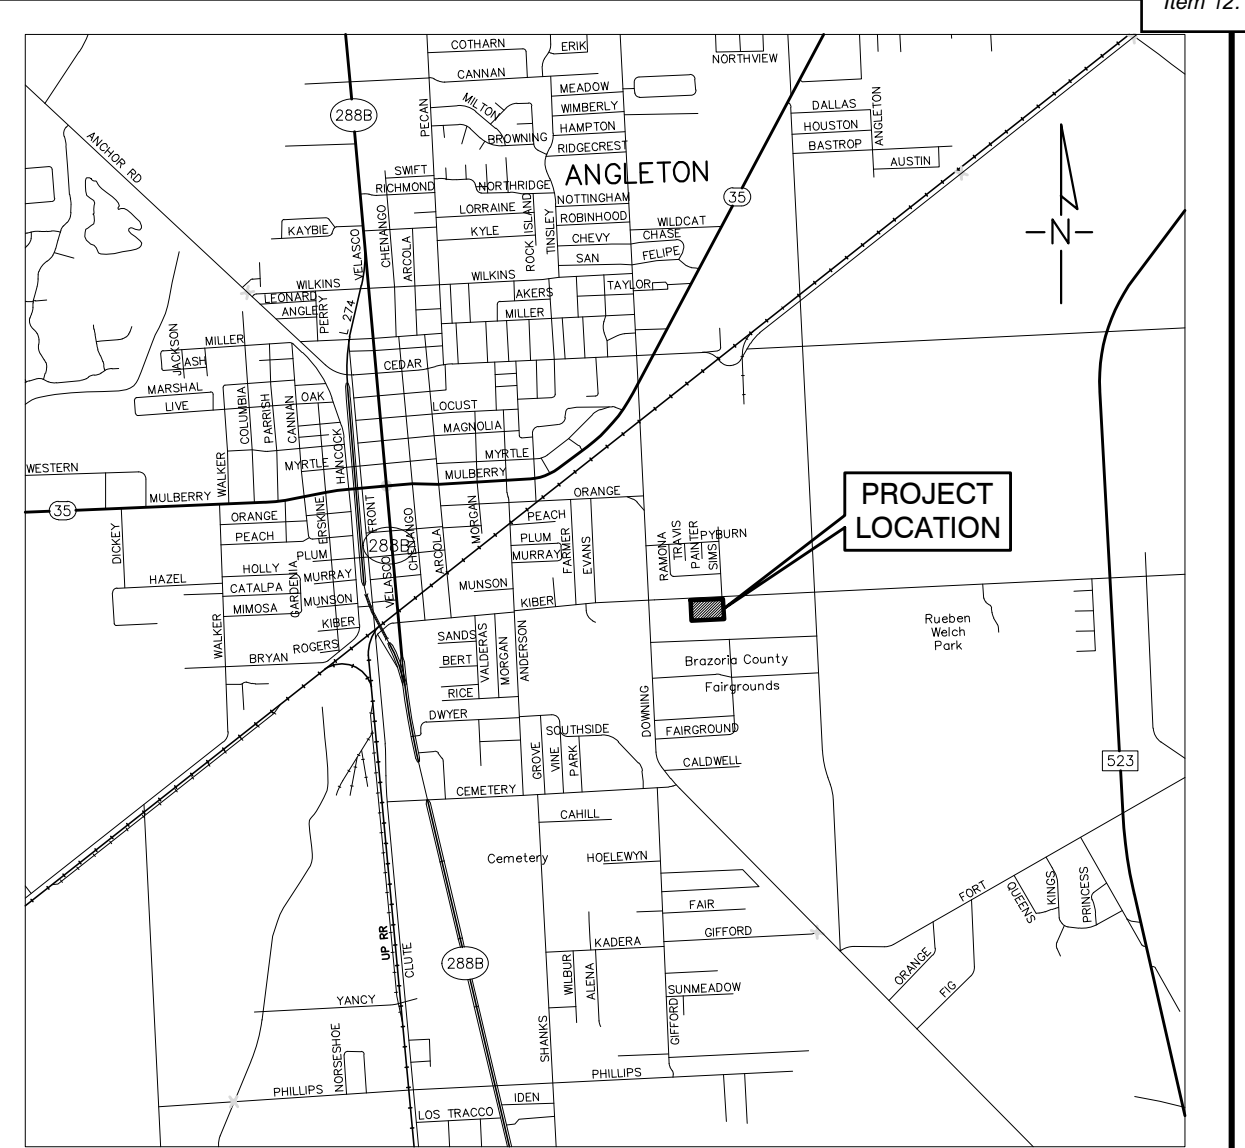 Item 12.
COTHARN
ERIK
NORTHVIEW
CANNAN
MEADOW
MILTON
WIMBERLY
288B
PECAN
HAMPTON
BROWNING
RIDGECREST
DALLAS
HOUSTON
BASTROP
ANGLETON
AUSTIN
ANCHOR RD
SWIFT
RICHMOND
NORTHRIDGE
ANGLETON
35
NOTTINGHAM
LORRAINE
ROBINHOOD
WILDCAT
KAYBIE
KYLE
CHEVY
CHASE
SAN
FELIPE
VELASCO
CHENANGO
ARCOLA
ROCK ISLAND
TINSLEY
N
WILKINS
WILKINS
TAYLOR
LEONARD
ANGLE
PERRY
L 274
AKERS
MILLER
JACKSON
MILLER
ASH
CEDAR
MARSHAL
LIVE
COLUMBIA
PARRISH
CANNAN
OAK
LOCUST
MAGNOLIA
HANCOCK
MYRTLE
MYRTLE
WESTERN
WALKER
MULBERRY
MULBERRY
35
ORANGE
PROJECT
LOCATION
DICKEY
ORANGE
PEACH
ERSKINE
FRONT
288B
CHENANGO
ARCOLA
MORGAN
PEACH
PLUM
MURRAY
FARMER
EVANS
RAMONA
TRAVIS
PAINTER
SIMS
PYBURN
PLUM
HOLLY
HAZEL
CATALPA
MURRAY
GARDENIA
MIMOSA
MUNSON
VELASCO
MUNSON
KIBER
KIBER
WALKER
ROGERS
BRYAN
SANDS
BERT
RICE
VALDERAS
MORGAN
ANDERSON
Rueben
Welch
Park
Brazoria County
Fairgrounds
DOWNING
DWYER
SOUTHSIDE
FAIRGROUND
GROVE
VINE
PARK
CALDWELL
523
CEMETERY
CAHILL
Cemetery
HOELEWYN
FORT
QUEENS
KINGS
PRINCESS
FAIR
GIFFORD
UP RR
CLUTE
288B
KADERA
WILBUR
ALENA
ORANGE
FIG
YANCY
SUNMEADOW
GIFFORD
NORSESHOE
SHANKS
PHILLIPS
PHILLIPS
IDEN
LOS TRACCO